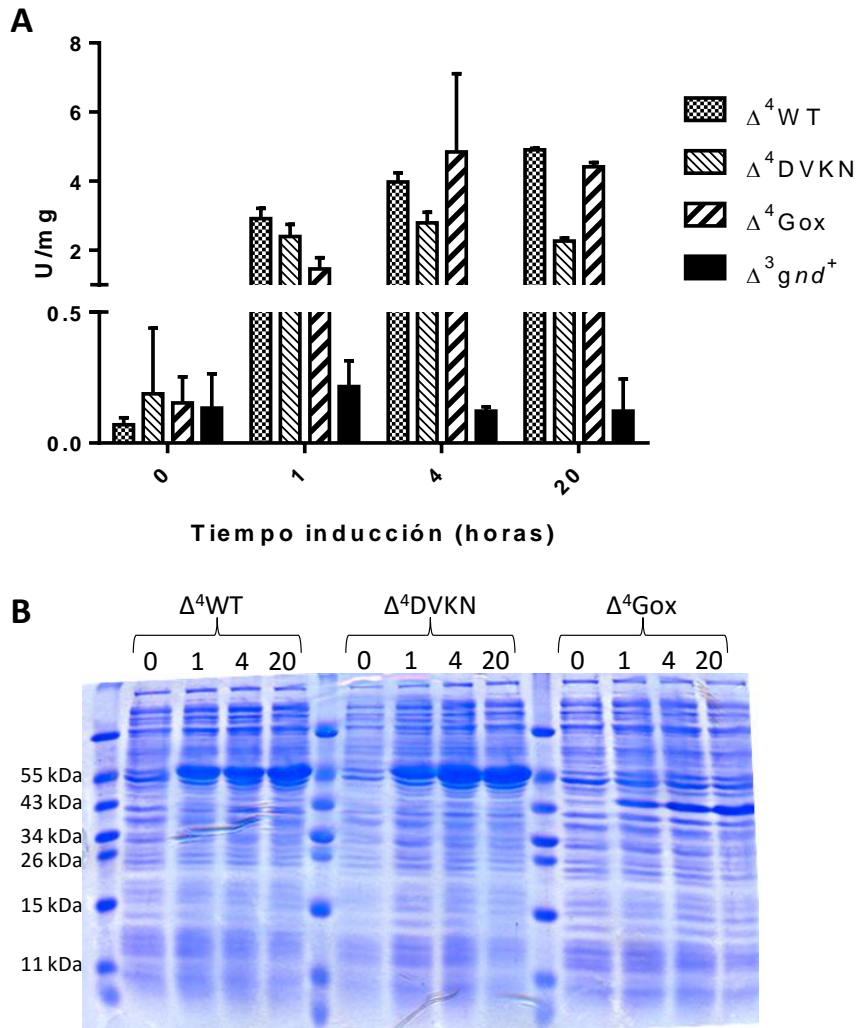 A
8
6
4
2
0.5
0.0
U/mg
0
1
4
20
Tiempo inducción (horas)
Δ⁴WT
Δ⁴DVKN
Δ⁴Gox
Δ³gnd⁺
B
Δ⁴WT
Δ⁴DVKN
Δ⁴Gox
0 1 4 20
0 1 4 20
0 1 4 20
55 kDa
43 kDa
34 kDa
26 kDa
15 kDa
11 kDa